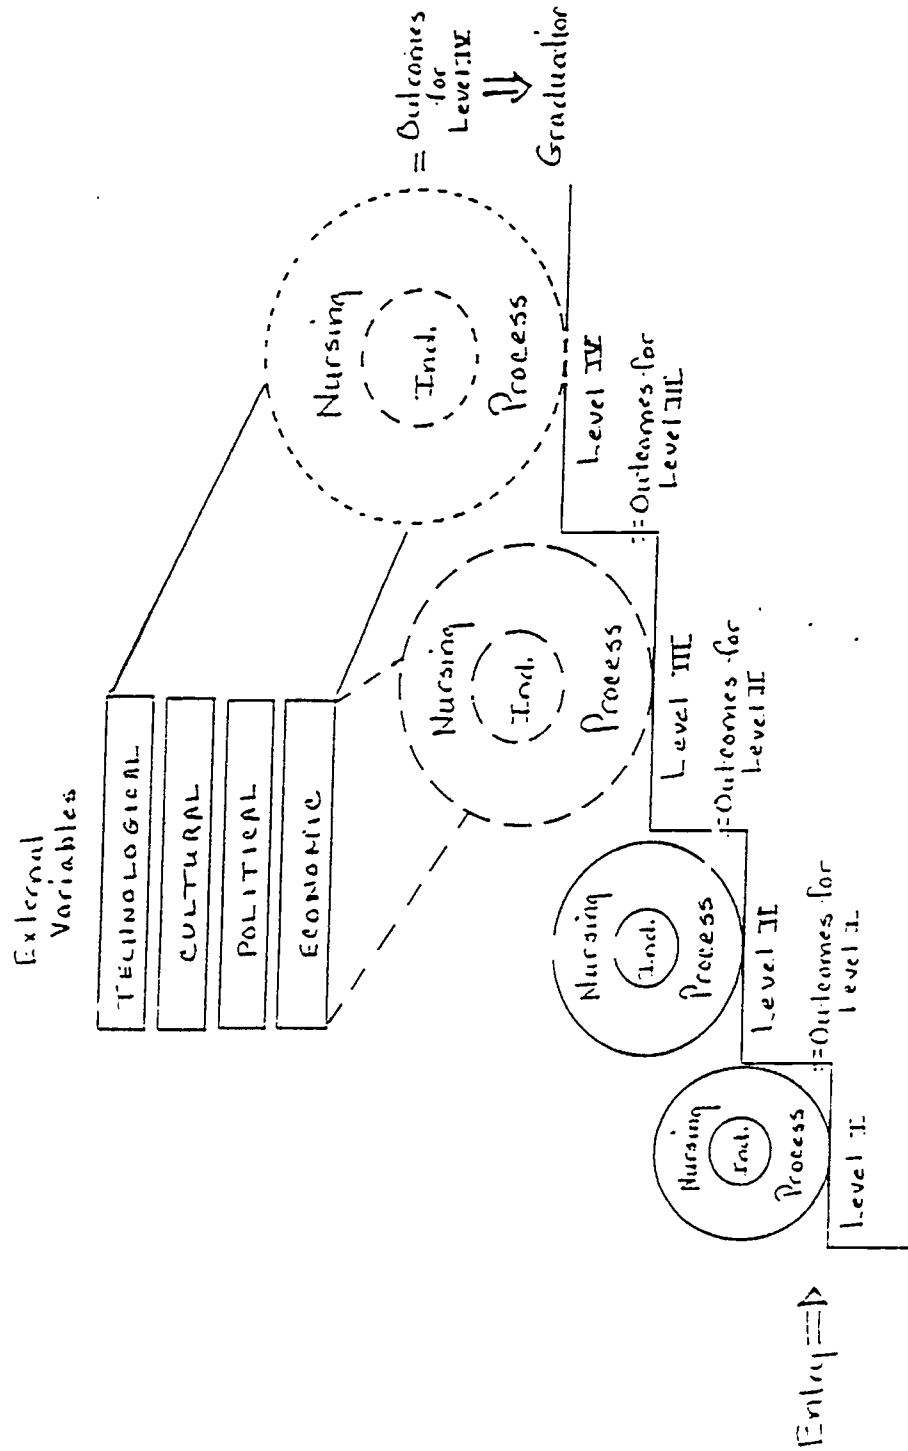 External
Variables
TECHNOLOGICAL
CULTURAL
POLITICAL
ECONOMIC
Nursing
Ind.
Process
= Outcomes
for
Level IV
Graduation
Level IV
Nursing
Ind.
Process
Level III
= Outcomes for
Level III
Nursing
Ind.
Process
Level II
= Outcomes for
Level II
Nursing
Ind.
Process
Level I
= Outcomes for
Level I
Entry